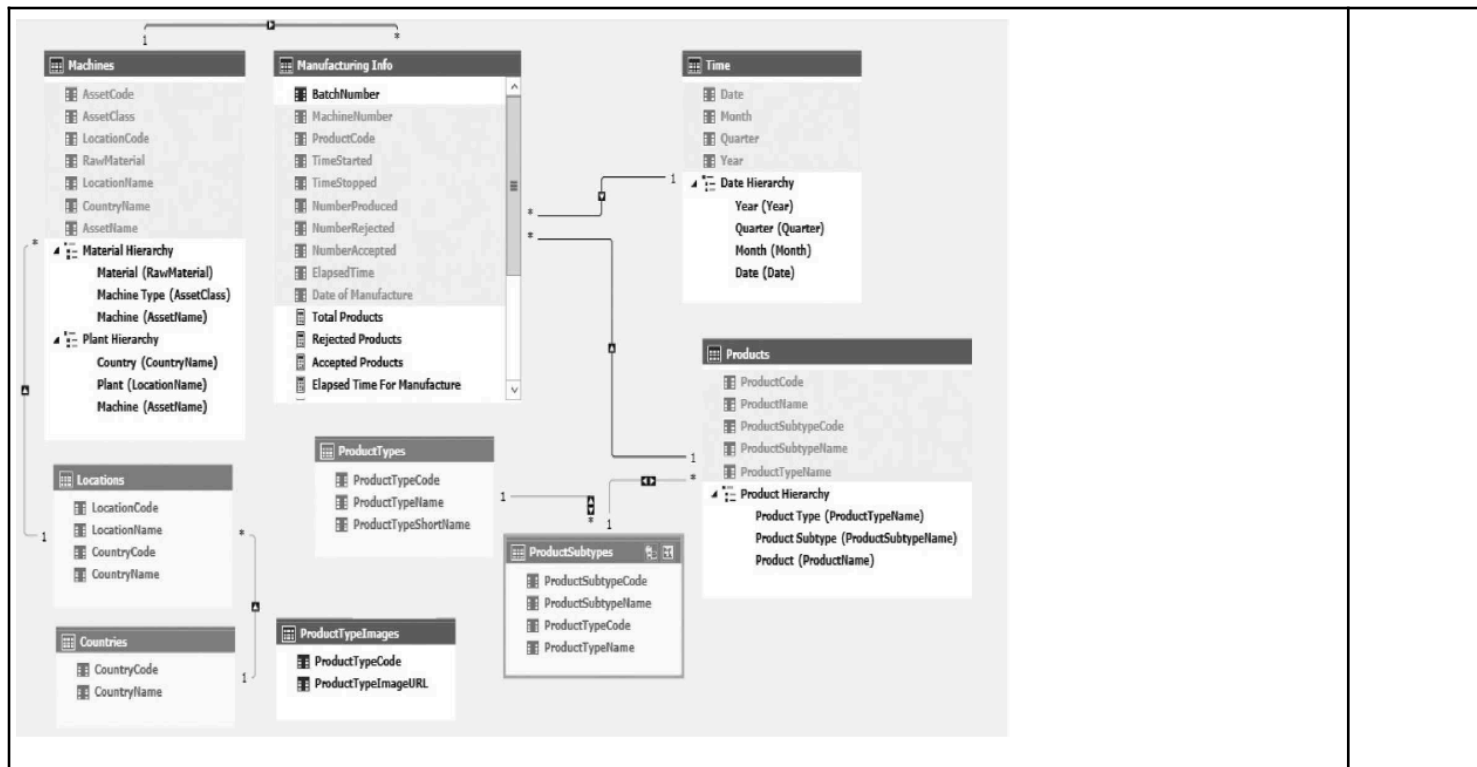 1
*
Machines
AssetCode
AssetClass
LocationCode
RawMaterial
LocationName
CountryName
AssetName
Material Hierarchy
Material (RawMaterial)
Machine Type (AssetClass)
Machine (AssetName)
Plant Hierarchy
Country (CountryName)
Plant (LocationName)
Machine (AssetName)
*
1
Manufacturing Info
BatchNumber
MachineNumber
ProductCode
TimeStarted
TimeStopped
NumberProduced
NumberRejected
NumberAccepted
ElapsedTime
Date of Manufacture
Total Products
Rejected Products
Accepted Products
Elapsed Time For Manufacture
*
*
1
Time
Date
Month
Quarter
Year
Date Hierarchy
Year (Year)
Quarter (Quarter)
Month (Month)
Date (Date)
Products
ProductCode
ProductName
ProductSubtypeCode
ProductSubtypeName
ProductTypeName
Product Hierarchy
Product Type (ProductTypeName)
Product Subtype (ProductSubtypeName)
Product (ProductName)
1
*
ProductTypes
ProductTypeCode
ProductTypeName
ProductTypeShortName
1
*
1
Locations
LocationCode
LocationName
CountryCode
CountryName
*
1
Countries
CountryCode
CountryName
ProductTypeImages
ProductTypeCode
ProductTypeImageURL
ProductSubtypes
ProductSubtypeCode
ProductSubtypeName
ProductTypeCode
ProductTypeName